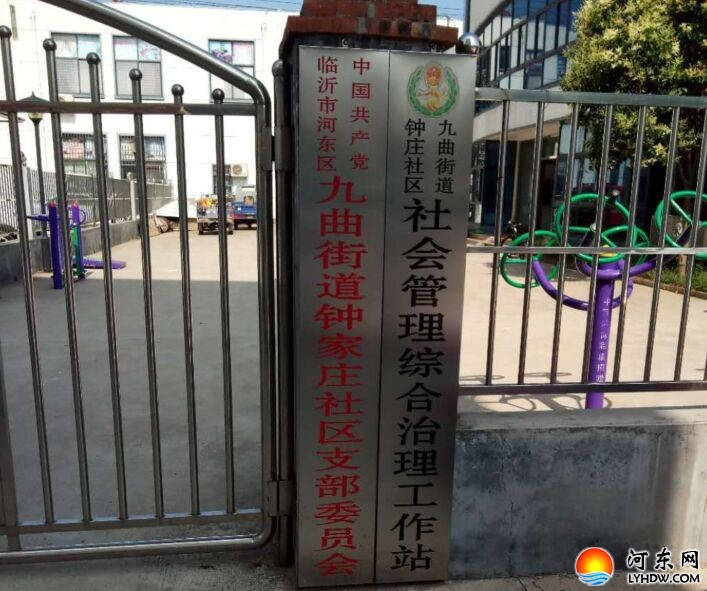 中国共产党
临沂市河东区
九曲街道钟家庄社区支部委员会
九曲街道
钟庄社区
社会管理综合治理工作站
河东网
LYHDW.COM